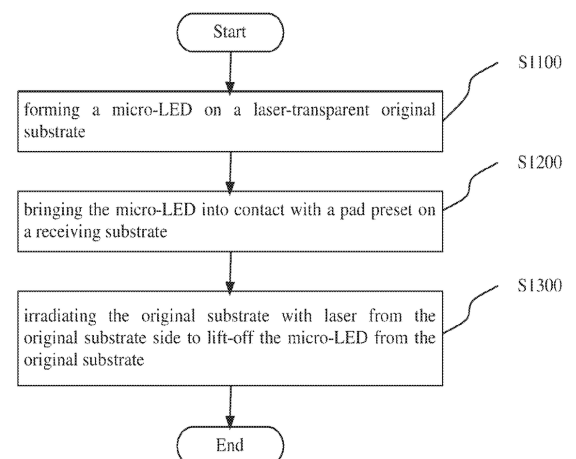 Start
S1100
forming a micro-LED on a laser-transparent original
substrate
S1200
bringing the micro-LED into contact with a pad preset on
a receiving substrate
S1300
irradiating the original substrate with laser from the
original substrate side to lift-off the micro-LED from the
original substrate
End